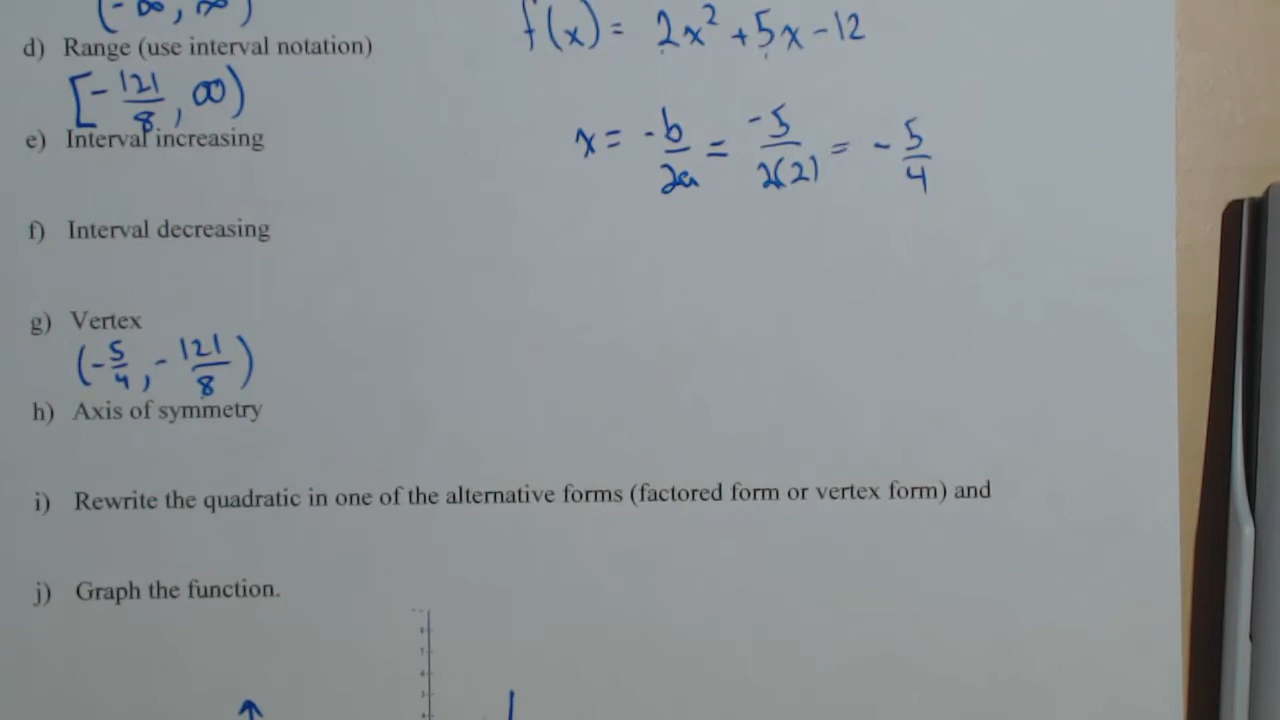 (-∞, ∞)
f(x) = 2x² + 5x - 12
d) Range (use interval notation)
[-121/8, ∞)
x = -b/2a = -5/2(2) = -5/4
e) Interval increasing
f) Interval decreasing
g) Vertex
(-5/4, -121/8)
h) Axis of symmetry
i) Rewrite the quadratic in one of the alternative forms (factored form or vertex form) and
j) Graph the function.